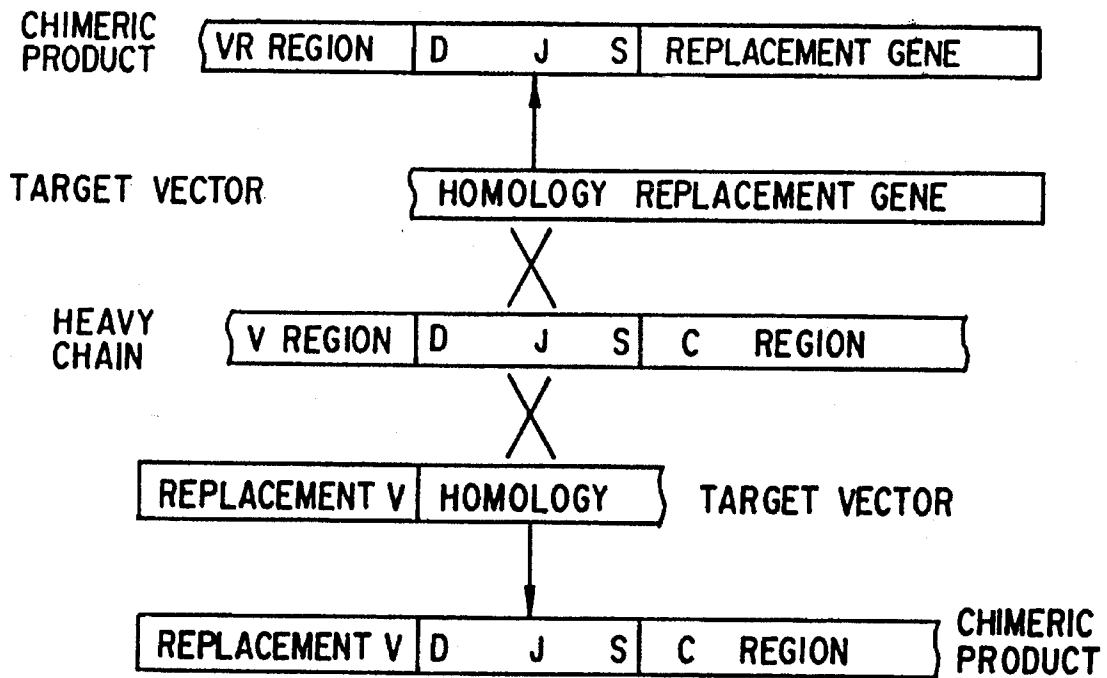 CHIMERIC
PRODUCT
VR REGION D J S REPLACEMENT GENE
TARGET VECTOR
HOMOLOGY REPLACEMENT GENE
HEAVY
CHAIN
V REGION D J S C REGION
REPLACEMENT V HOMOLOGY
TARGET VECTOR
REPLACEMENT V D J S C REGION
CHIMERIC
PRODUCT